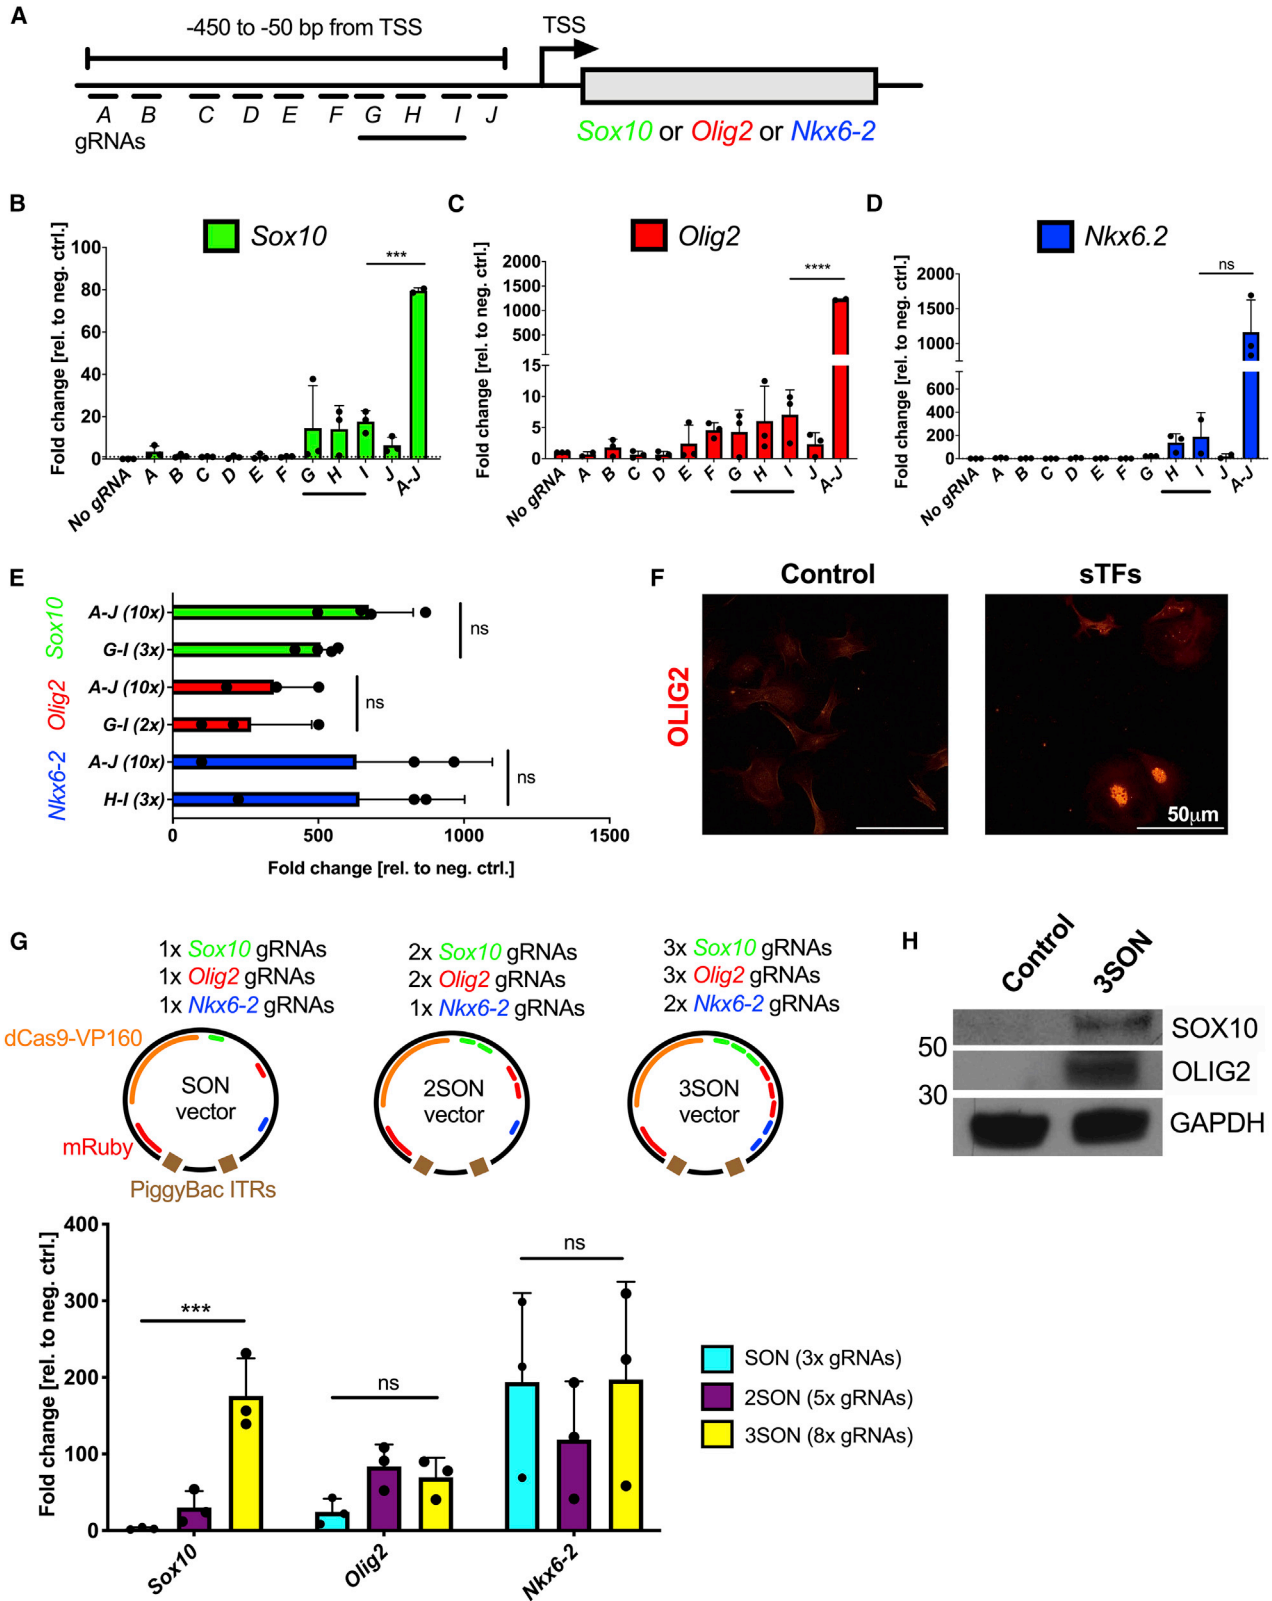 A
-450 to -50 bp from TSS
TSS
A B C D E F G H I J
gRNAs
Sox10 or Olig2 or Nkx6-2
B
Sox10
Fold change [rel. to neg. ctrl.]
100
80
60
40
20
0
***
No gRNA A B C D E F G H I J A-J
C
Olig2
Fold change [rel. to neg. ctrl.]
2000
1500
1000
500
15
10
5
0
****
No gRNA A B C D E F G H I J A-J
D
Nkx6.2
Fold change [rel. to neg. ctrl.]
2000
1500
1000
600
400
200
0
ns
No gRNA A B C D E F G H I J A-J
E
Sox10
A-J (10x)
G-I (3x)
ns
Olig2
A-J (10x)
G-I (2x)
ns
Nkx6-2
A-J (10x)
H-I (3x)
ns
0 500 1000 1500
Fold change [rel. to neg. ctrl.]
F
Control sTFs
OLIG2
50µm
G
1x Sox10 gRNAs
1x Olig2 gRNAs
1x Nkx6-2 gRNAs
2x Sox10 gRNAs
2x Olig2 gRNAs
1x Nkx6-2 gRNAs
3x Sox10 gRNAs
3x Olig2 gRNAs
2x Nkx6-2 gRNAs
dCas9-VP160
SON
vector
mRuby
PiggyBac ITRs
2SON
vector
3SON
vector
Fold change [rel. to neg. ctrl.]
400
300
200
100
0
***
ns
ns
Sox10 Olig2 Nkx6-2
SON (3x gRNAs)
2SON (5x gRNAs)
3SON (8x gRNAs)
H
Control 3SON
SOX10
50
OLIG2
30
GAPDH